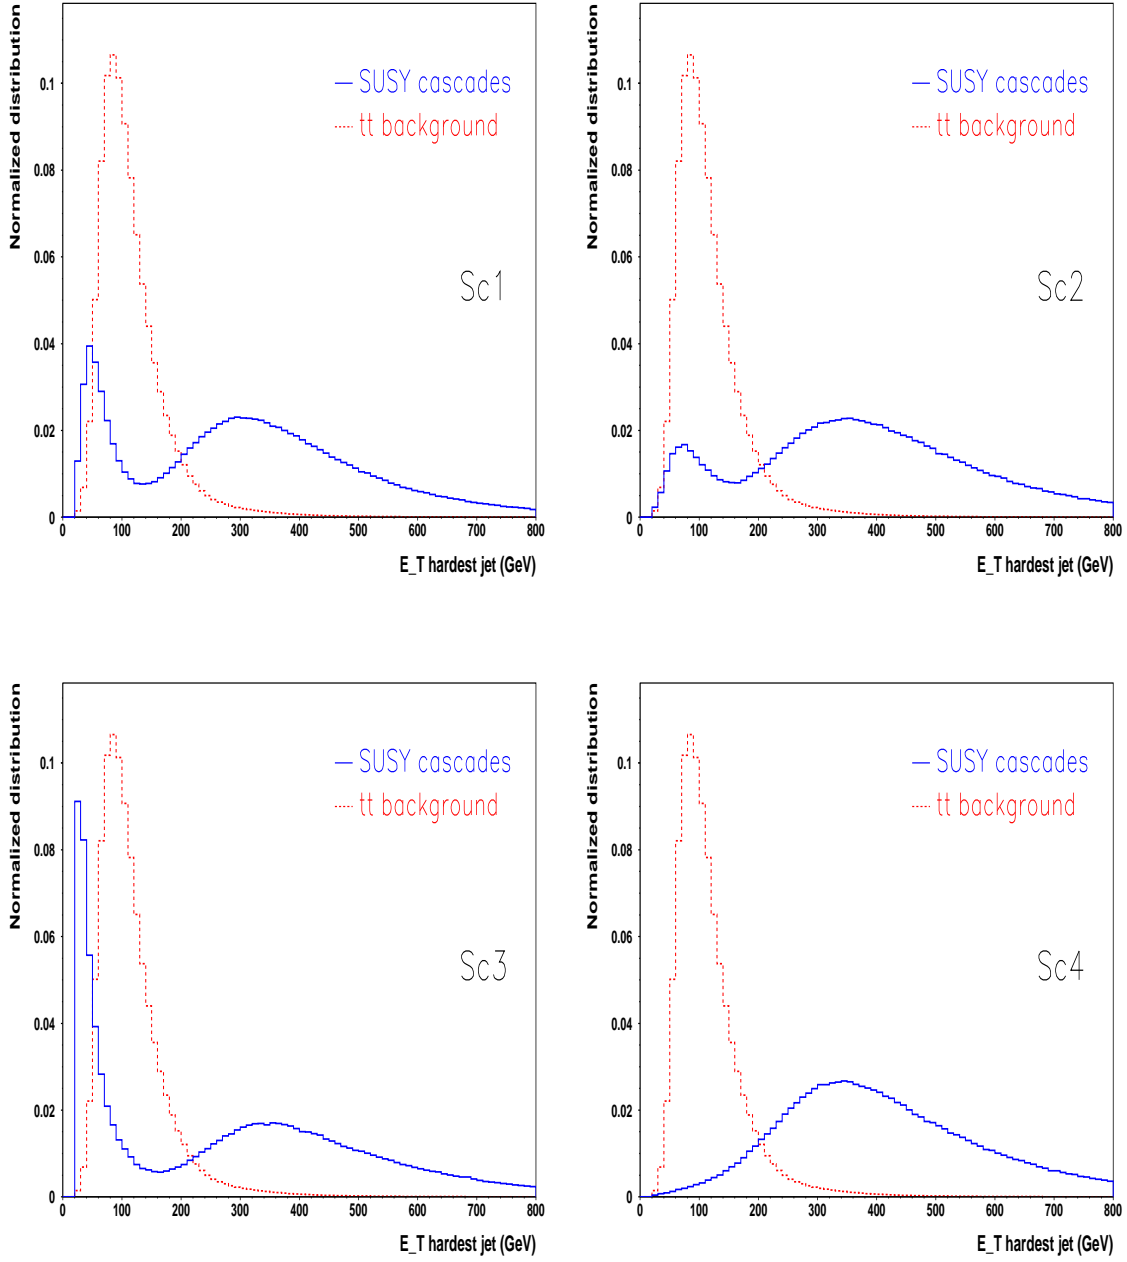 Normalized distribution
0.1
0.08
0.06
0.04
0.02
0
SUSY cascades
tt background
Sc1
0 100 200 300 400 500 600 700 800
E_T hardest jet (GeV)
Normalized distribution
0.1
0.08
0.06
0.04
0.02
0
SUSY cascades
tt background
Sc2
0 100 200 300 400 500 600 700 800
E_T hardest jet (GeV)
Normalized distribution
0.1
0.08
0.06
0.04
0.02
0
SUSY cascades
tt background
Sc3
0 100 200 300 400 500 600 700 800
E_T hardest jet (GeV)
Normalized distribution
0.1
0.08
0.06
0.04
0.02
0
SUSY cascades
tt background
Sc4
0 100 200 300 400 500 600 700 800
E_T hardest jet (GeV)